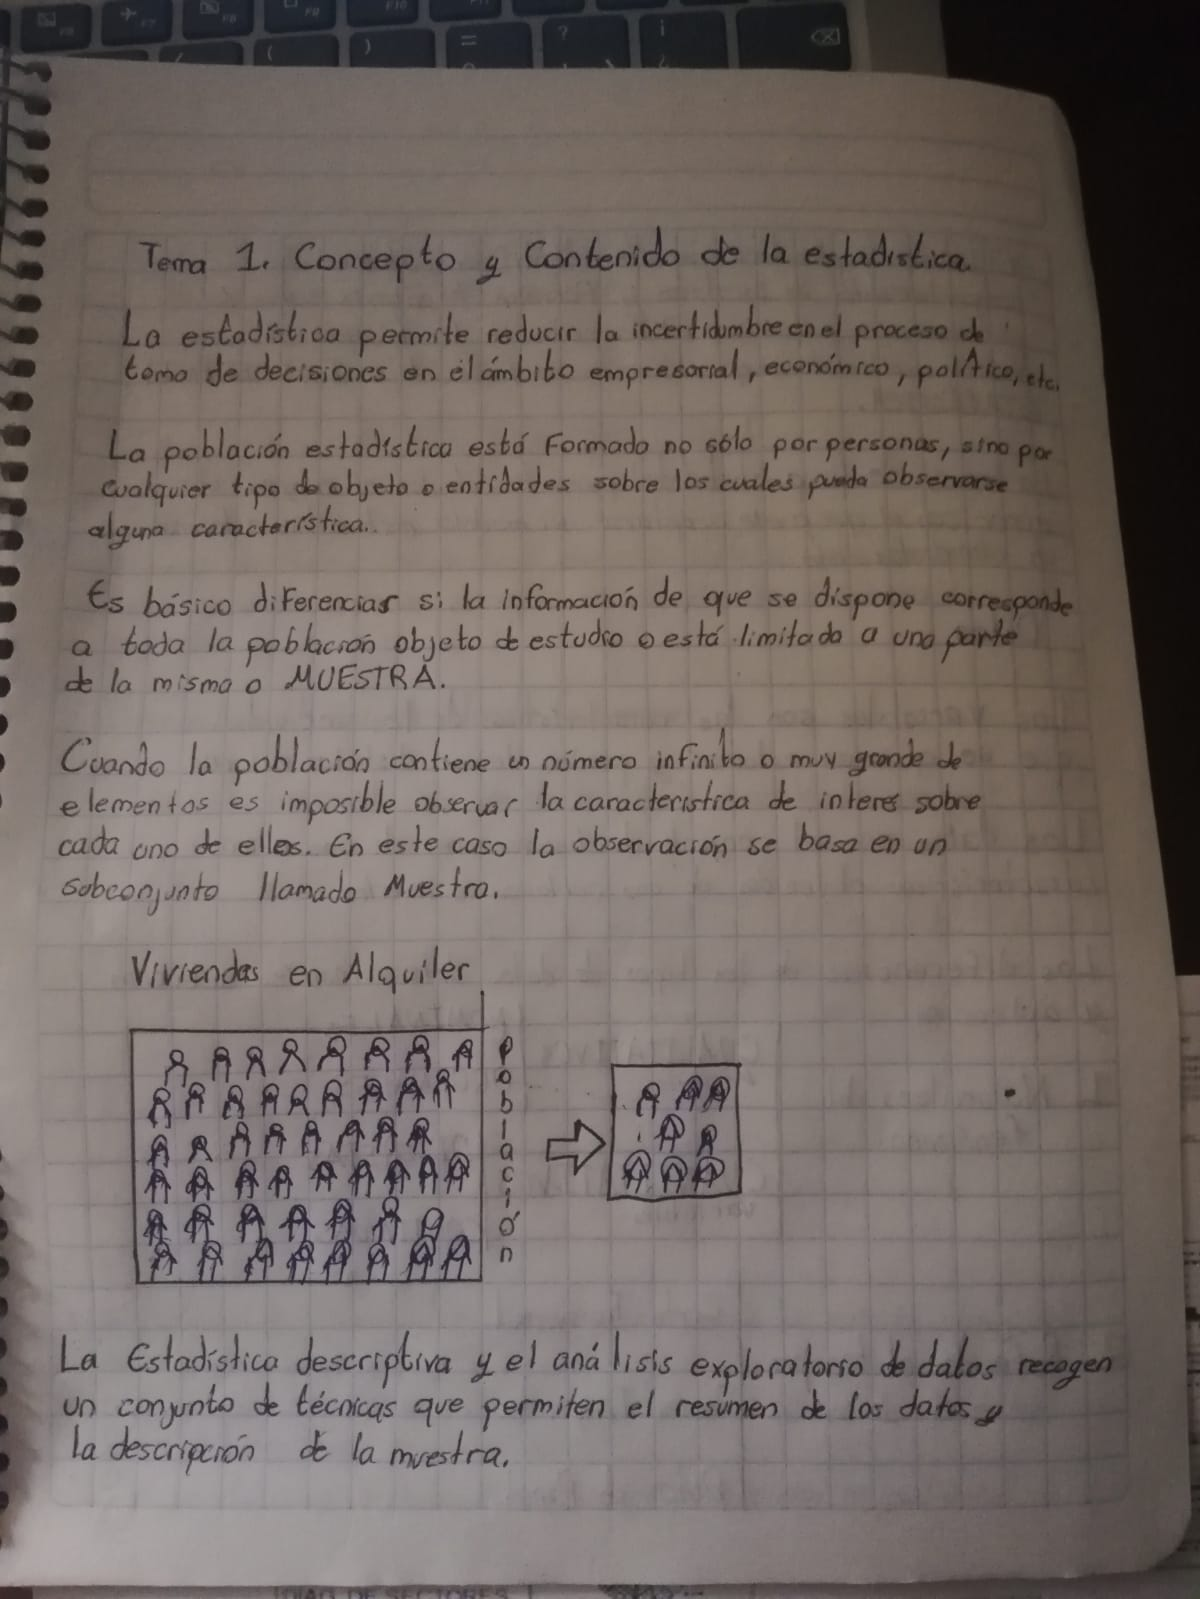 Tema 1. Concepto y Contenido de la estadística.
La estadística permite reducir la incertidumbre en el proceso de
toma de decisiones en el ámbito empresarial, económico, político, etc.
La población estadística está Formado no sólo por personas, sino por
cualquier tipo de objeto o entidades sobre los cuales pueda observarse
alguna característica.
Es básico diferenciar si la información de que se dispone corresponde
a toda la población objeto de estudio o está limitado a una parte
de la misma o MUESTRA.
Cuando la población contiene un número infinito o muy grande de
elementos es imposible observar la característica de interes sobre
cada uno de ellos. En este caso la observación se basa en un
subconjunto llamado Muestra.
Viviendas en Alquiler
Población
La Estadística descriptiva y el análisis exploratorio de datos recogen
un conjunto de técnicas que permiten el resumen de los datos y
la descripción de la muestra.